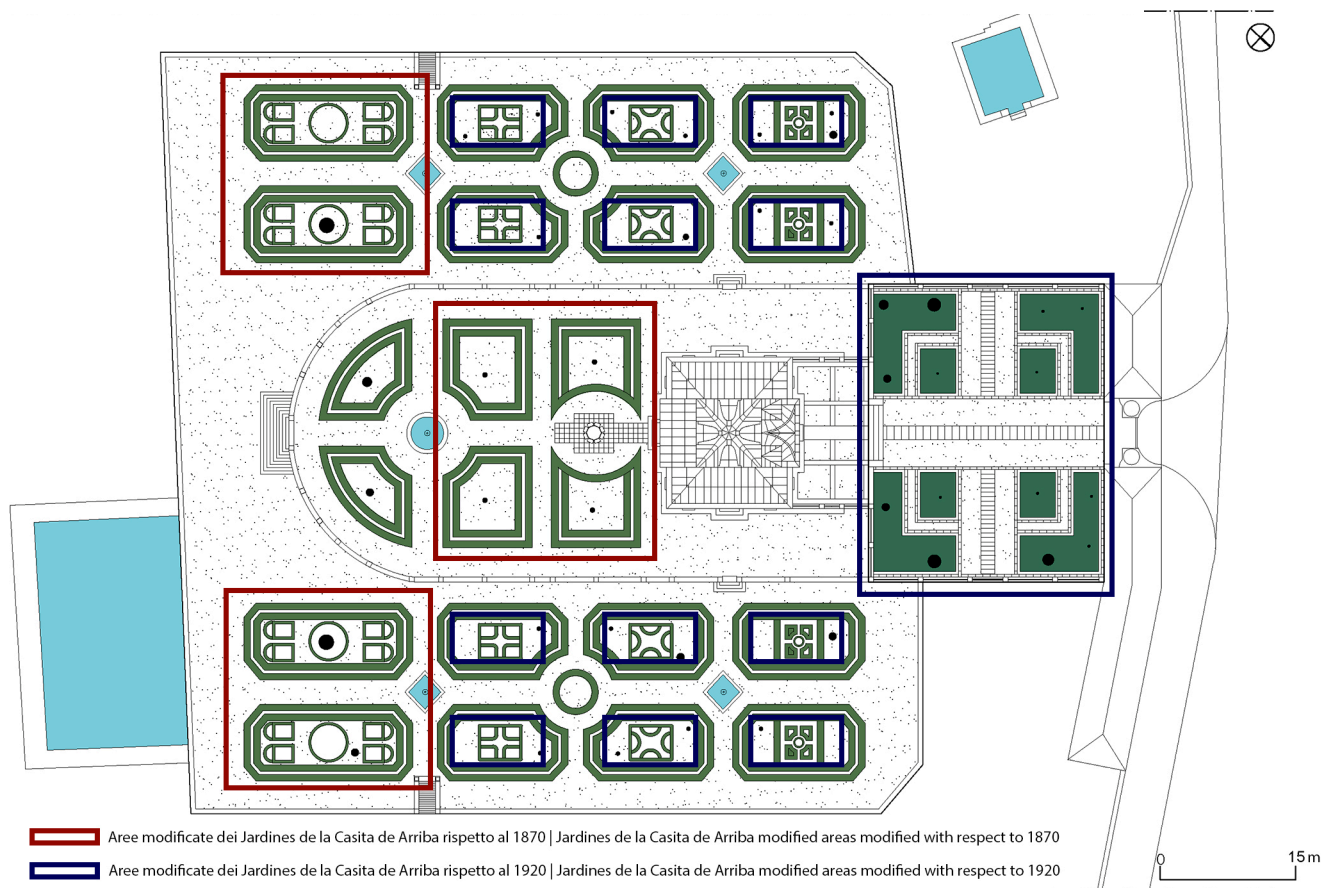 Aree modificate dei Jardines de la Casita de Arriba rispetto al 1870 | Jardines de la Casita de Arriba modified areas modified with respect to 1870
Aree modificate dei Jardines de la Casita de Arriba rispetto al 1920 | Jardines de la Casita de Arriba modified areas modified with respect to 1920
0 15 m